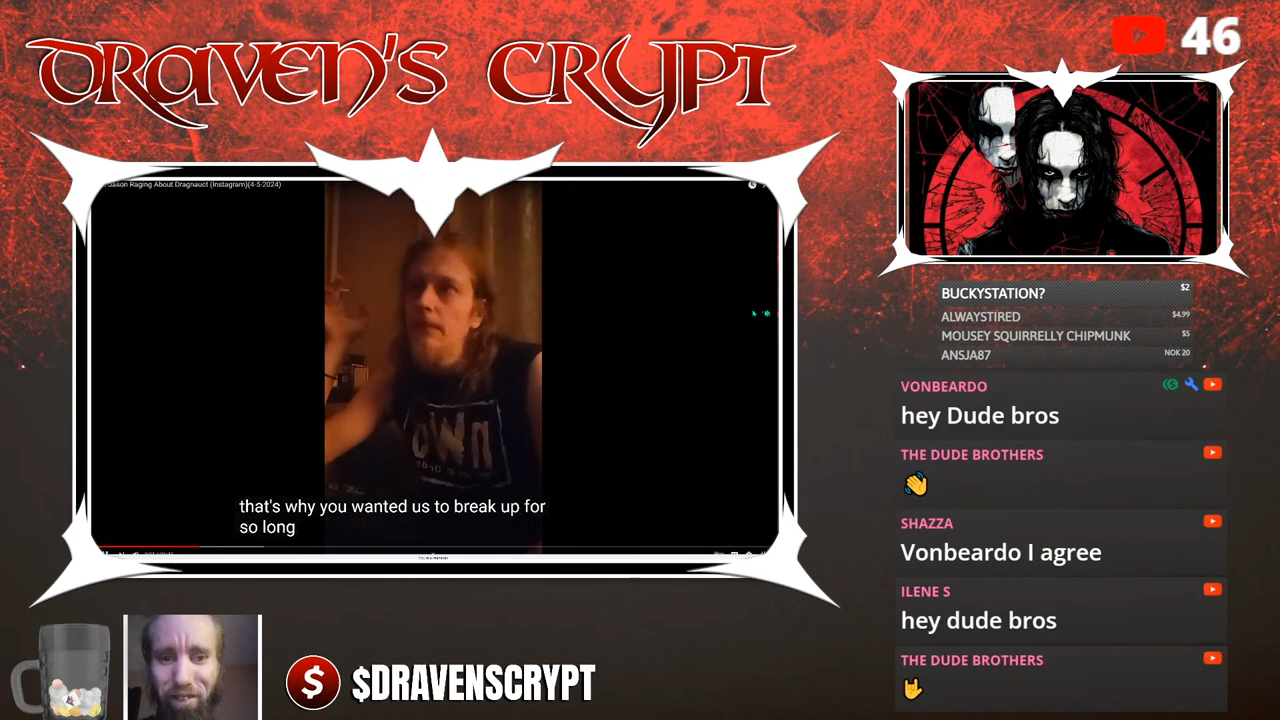 DRAVEN'S CRYPT
46
Jason Raging About Dragnauct (Instagram)(4-5-2024)
OWN
that's why you wanted us to break up for
so long
$ $DRAVENSCRYPT
BUCKYSTATION? $2
ALWAYSTIRED $4.99
MOUSEY SQUIRRELLY CHIPMUNK $5
ANSJA87 NOK 20
VONBEARDO
hey Dude bros
THE DUDE BROTHERS
SHAZZA
Vonbeardo I agree
ILENE S
hey dude bros
THE DUDE BROTHERS